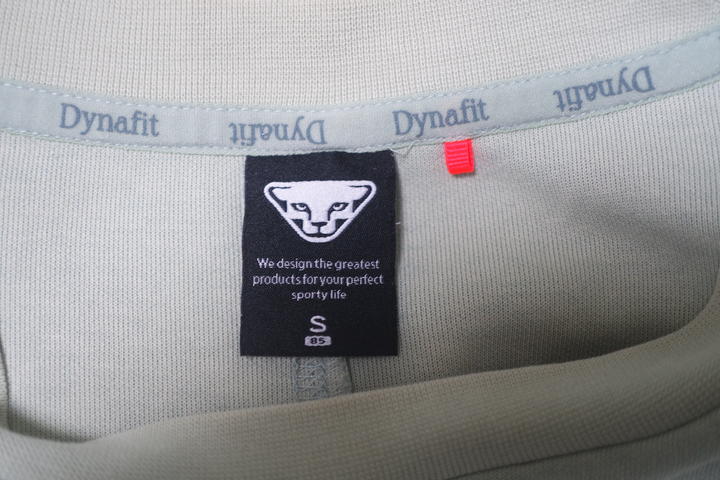 Dynafit Dynafit Dynafit Dynafit
We design the greatest
products for your perfect
sporty life
S
85